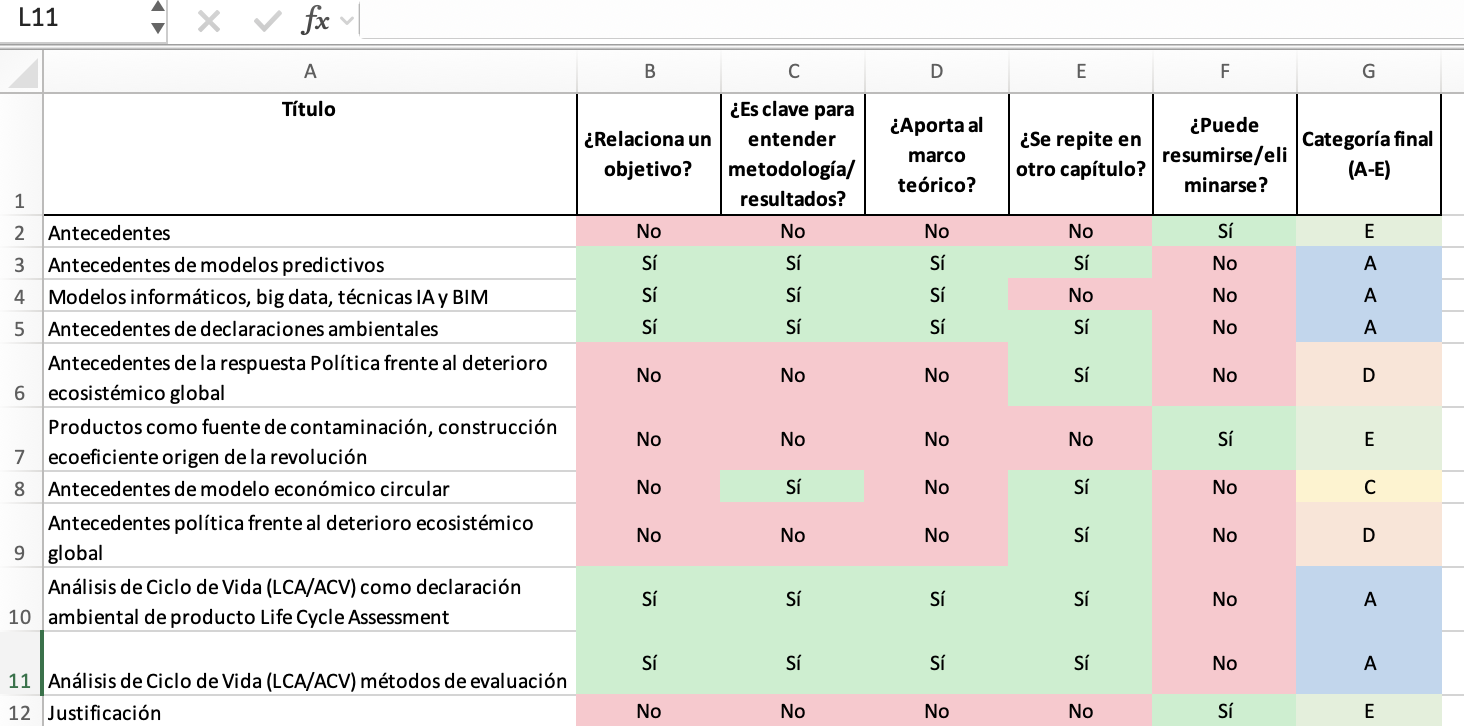 L11 fx
A B C D E F G
1 Título ¿Relaciona un objetivo? ¿Es clave para entender metodología/resultados? ¿Aporta al marco teórico? ¿Se repite en otro capítulo? ¿Puede resumirse/eliminarse? Categoría final (A-E)
2 Antecedentes No No No No Sí E
3 Antecedentes de modelos predictivos Sí Sí Sí Sí No A
4 Modelos informáticos, big data, técnicas IA y BIM Sí Sí Sí No No A
5 Antecedentes de declaraciones ambientales Sí Sí Sí Sí No A
6 Antecedentes de la respuesta Política frente al deterioro ecosistémico global No No No Sí No D
7 Productos como fuente de contaminación, construcción ecoeficiente origen de la revolución No No No No Sí E
8 Antecedentes de modelo económico circular No Sí No Sí No C
9 Antecedentes política frente al deterioro ecosistémico global No No No Sí No D
10 Análisis de Ciclo de Vida (LCA/ACV) como declaración ambiental de producto Life Cycle Assessment Sí Sí Sí Sí No A
11 Análisis de Ciclo de Vida (LCA/ACV) métodos de evaluación Sí Sí Sí Sí No A
12 Justificación No No No No Sí E